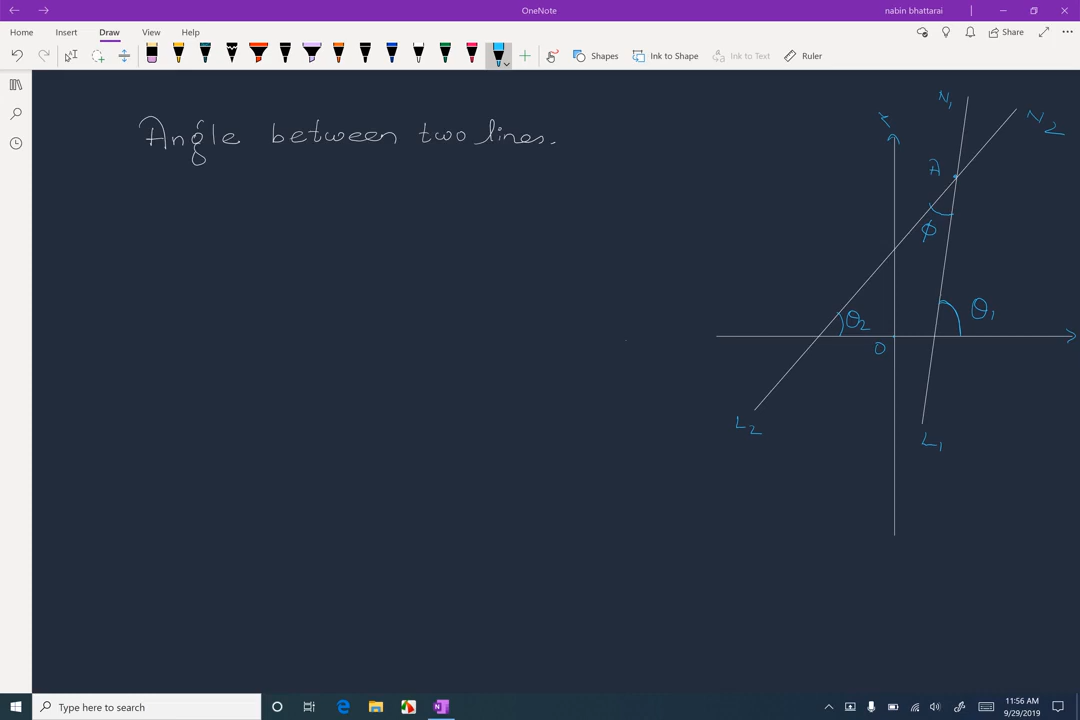 OneNote
nabin bhattarai
Home Insert Draw View Help
Shapes Ink to Shape Ink to Text Ruler
Share
Angle between two lines.
N1
N2
Y
A
φ
θ2
θ1
O
L2
L1
Type here to search
11:56 AM
9/29/2019